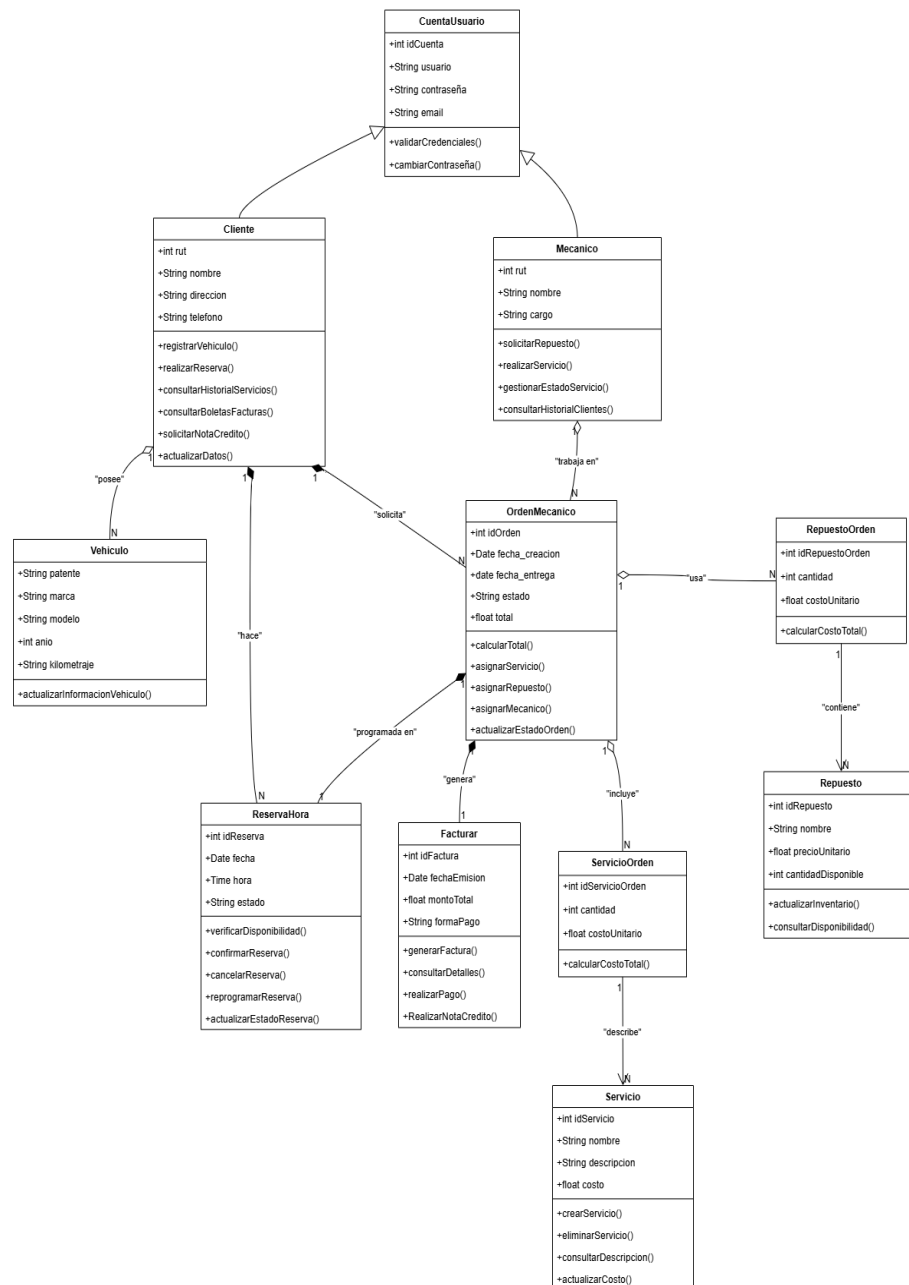 CuentaUsuario
+int idCuenta
+String usuario
+String contraseña
+String email
+validarCredenciales()
+cambiarContraseña()
Cliente
+int rut
+String nombre
+String direccion
+String telefono
+registrarVehiculo()
+realizarReserva()
+consultarHistorialServicios()
+consultarBoletasFacturas()
+solicitarNotaCredito()
+actualizarDatos()
Mecanico
+int rut
+String nombre
+String cargo
+solicitarRepuesto()
+realizarServicio()
+gestionarEstadoServicio()
+consultarHistorialClientes()
1
"posee"
N
1
"hace"
N
1
"solicita"
N
1
"trabaja en"
N
Vehiculo
+String patente
+String marca
+String modelo
+int anio
+String kilometraje
+actualizarInformacionVehiculo()
OrdenMecanico
+int idOrden
+Date fecha_creacion
+date fecha_entrega
+String estado
+float total
+calcularTotal()
+asignarServicio()
+asignarRepuesto()
+asignarMecanico()
+actualizarEstadoOrden()
1
"usa"
N
RepuestoOrden
+int idRepuestoOrden
+int cantidad
+float costoUnitario
+calcularCostoTotal()
1
"contiene"
N
1
"programada en"
1
1
"genera"
1
1
"incluye"
N
Repuesto
+int idRepuesto
+String nombre
+float precioUnitario
+int cantidadDisponible
+actualizarInventario()
+consultarDisponibilidad()
ReservaHora
+int idReserva
+Date fecha
+Time hora
+String estado
+verificarDisponibilidad()
+confirmarReserva()
+cancelarReserva()
+reprogramarReserva()
+actualizarEstadoReserva()
Facturar
+int idFactura
+Date fechaEmision
+float montoTotal
+String formaPago
+generarFactura()
+consultarDetalles()
+realizarPago()
+RealizarNotaCredito()
ServicioOrden
+int idServicioOrden
+int cantidad
+float costoUnitario
+calcularCostoTotal()
1
"describe"
N
Servicio
+int idServicio
+String nombre
+String descripcion
+float costo
+crearServicio()
+eliminarServicio()
+consultarDescripcion()
+actualizarCosto()